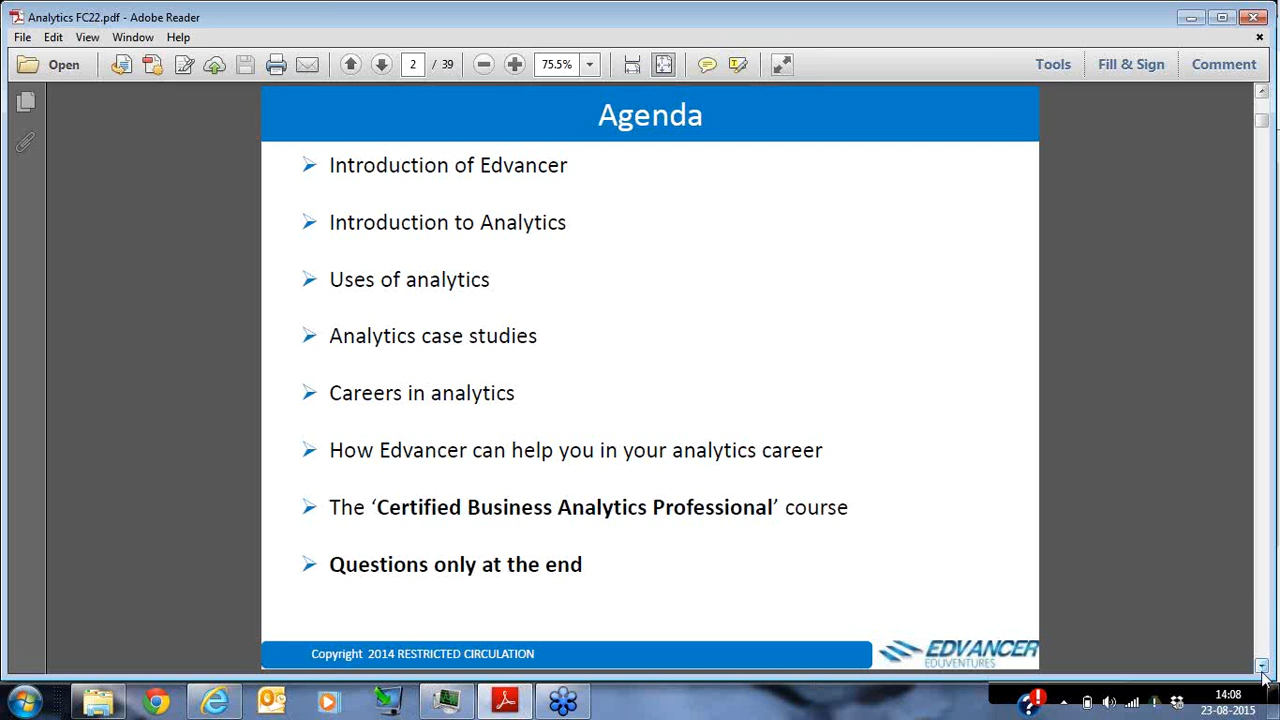 Analytics FC22.pdf - Adobe Reader
File Edit View Window Help
Open 2 / 39 75.5% Tools Fill & Sign Comment
Agenda
Introduction of Edvancer
Introduction to Analytics
Uses of analytics
Analytics case studies
Careers in analytics
How Edvancer can help you in your analytics career
The ‘Certified Business Analytics Professional’ course
Questions only at the end
Copyright 2014 RESTRICTED CIRCULATION
EDVANCER
EDUVENTURES
14:08
23-08-2015